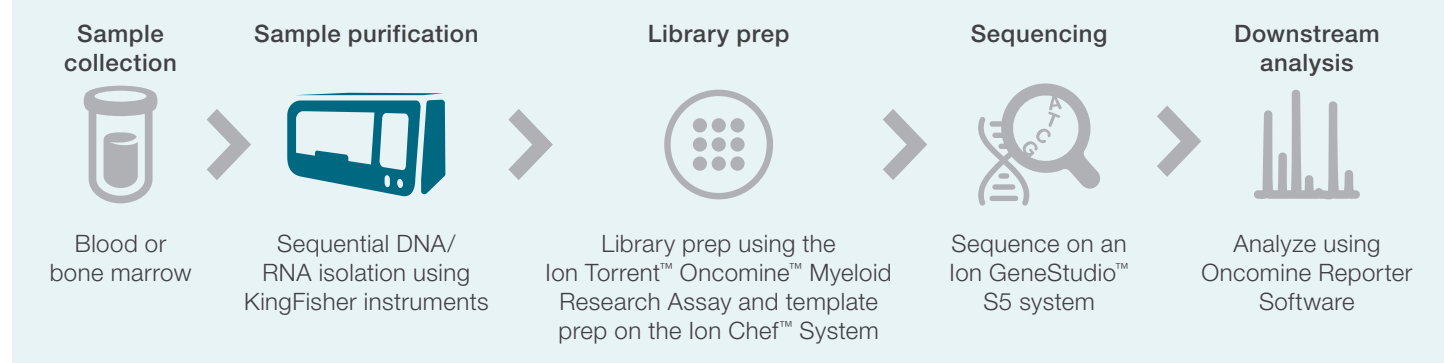 Sample
collection
Sample purification
Library prep
Sequencing
Downstream
analysis
A
T
C
G
Blood or
bone marrow
Sequential DNA/
RNA isolation using
KingFisher instruments
Library prep using the
Ion Torrent™ Oncomine™ Myeloid
Research Assay and template
prep on the Ion Chef™ System
Sequence on an
Ion GeneStudio™
S5 system
Analyze using
Oncomine Reporter
Software